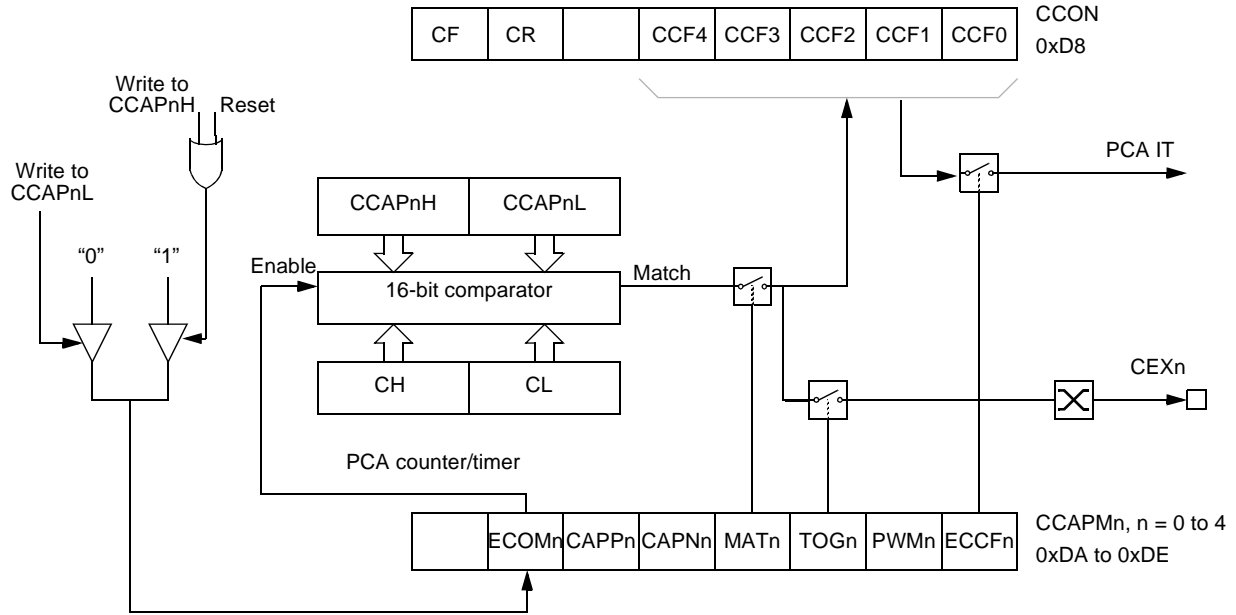 CF CR CCF4 CCF3 CCF2 CCF1 CCF0
CCON
0xD8
Write to
CCAPnH Reset
PCA IT
Write to
CCAPnL
CCAPnH CCAPnL
“0” “1”
Enable
16-bit comparator
Match
CH CL
CEXn
PCA counter/timer
ECOMn CAPPn CAPNn MATn TOGn PWMn ECCFn
CCAPMn, n = 0 to 4
0xDA to 0xDE